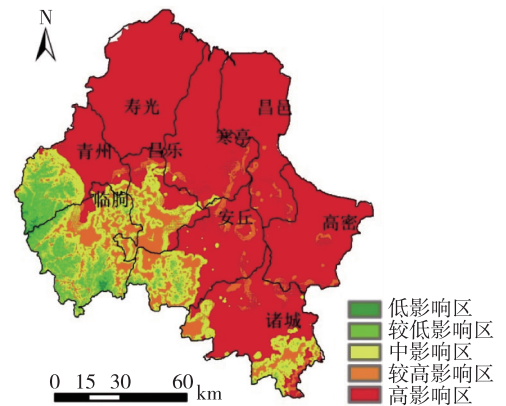 N
寿光
昌邑
寒亭
青州
昌乐
临朐
安丘
高密
诸城
低影响区
较低影响区
中影响区
较高影响区
高影响区
0 15 30 60 km